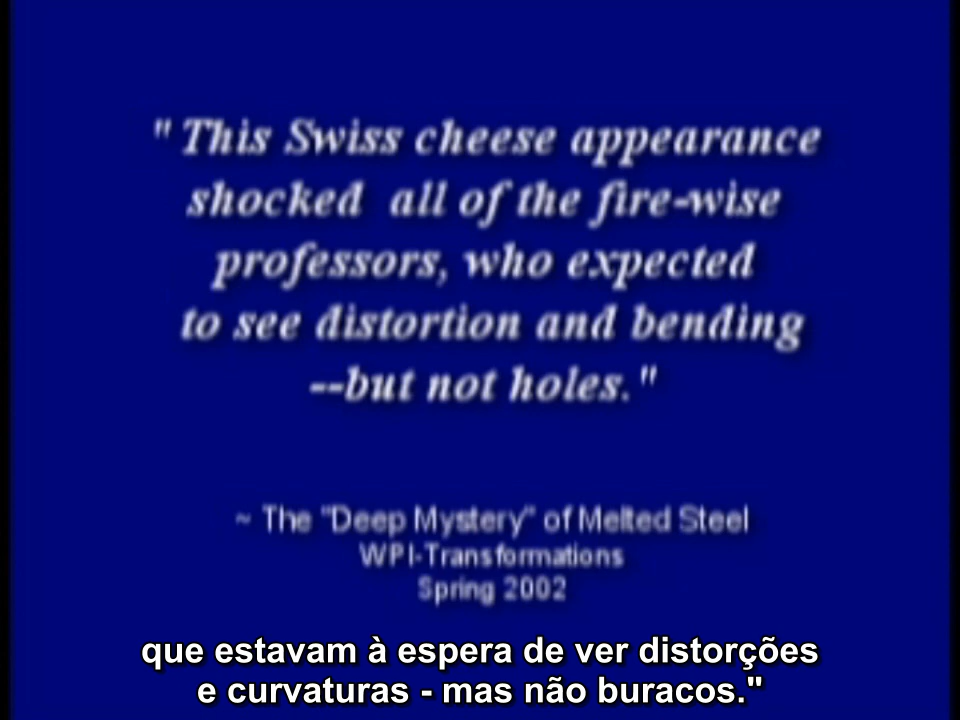 " This Swiss cheese appearance
shocked all of the fire-wise
professors, who expected
to see distortion and bending
--but not holes."
~ The "Deep Mystery" of Melted Steel
WPI-Transformations
Spring 2002
que estavam à espera de ver distorções
e curvaturas - mas não buracos."